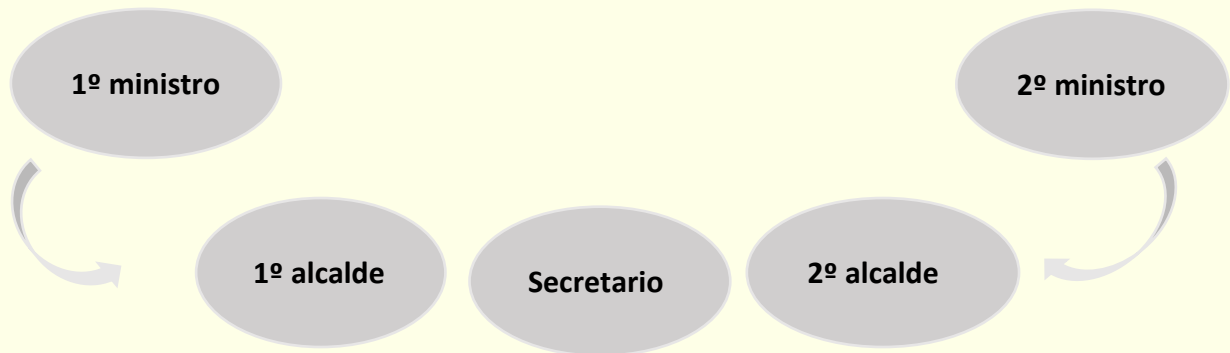 1º ministro
2º ministro
1º alcalde
Secretario
2º alcalde